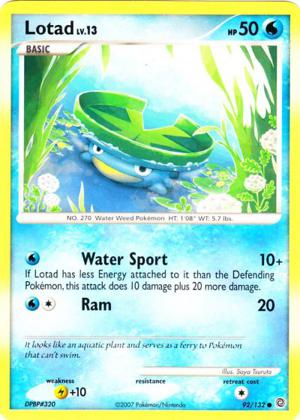 Lotad LV.13 HP 50
BASIC
NO. 270 Water Weed Pokémon HT: 1'08" WT: 5.7 lbs.
Water Sport 10+
If Lotad has less Energy attached to it than the Defending
Pokémon, this attack does 10 damage plus 20 more damage.
Ram 20
Illus. Saya Tsuruta
It looks like an aquatic plant and serves as a ferry to Pokémon
that can't swim.
weakness resistance retreat cost
+10
DPBP#320 ©2007 Pokémon/Nintendo 92/132